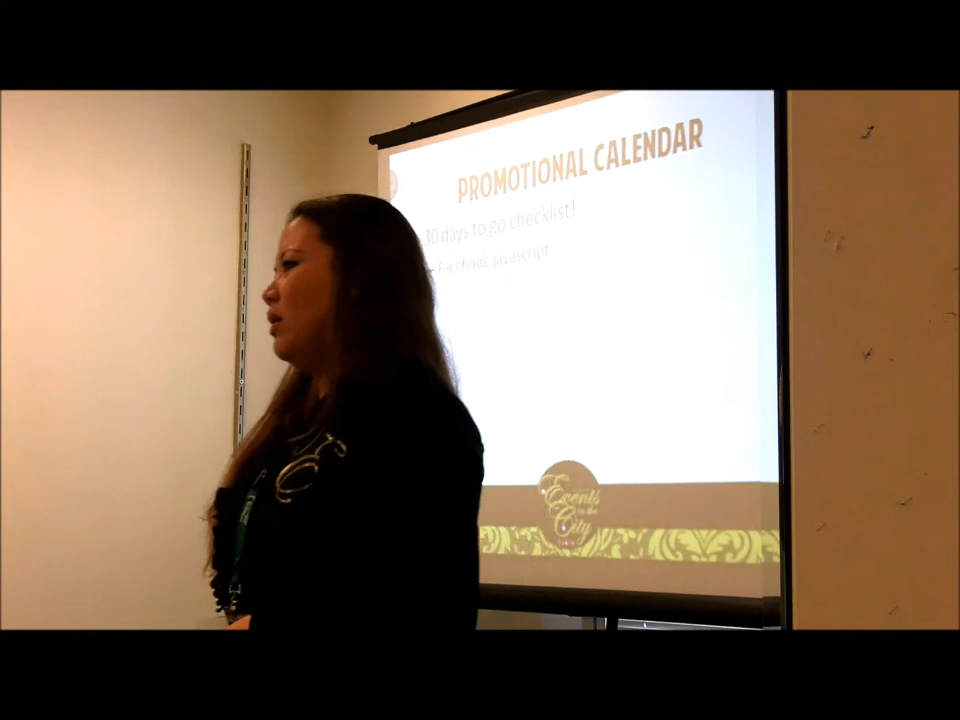 PROMOTIONAL CALENDAR
30 days to go checklist!
– Facebook javascript
Events
in the
City